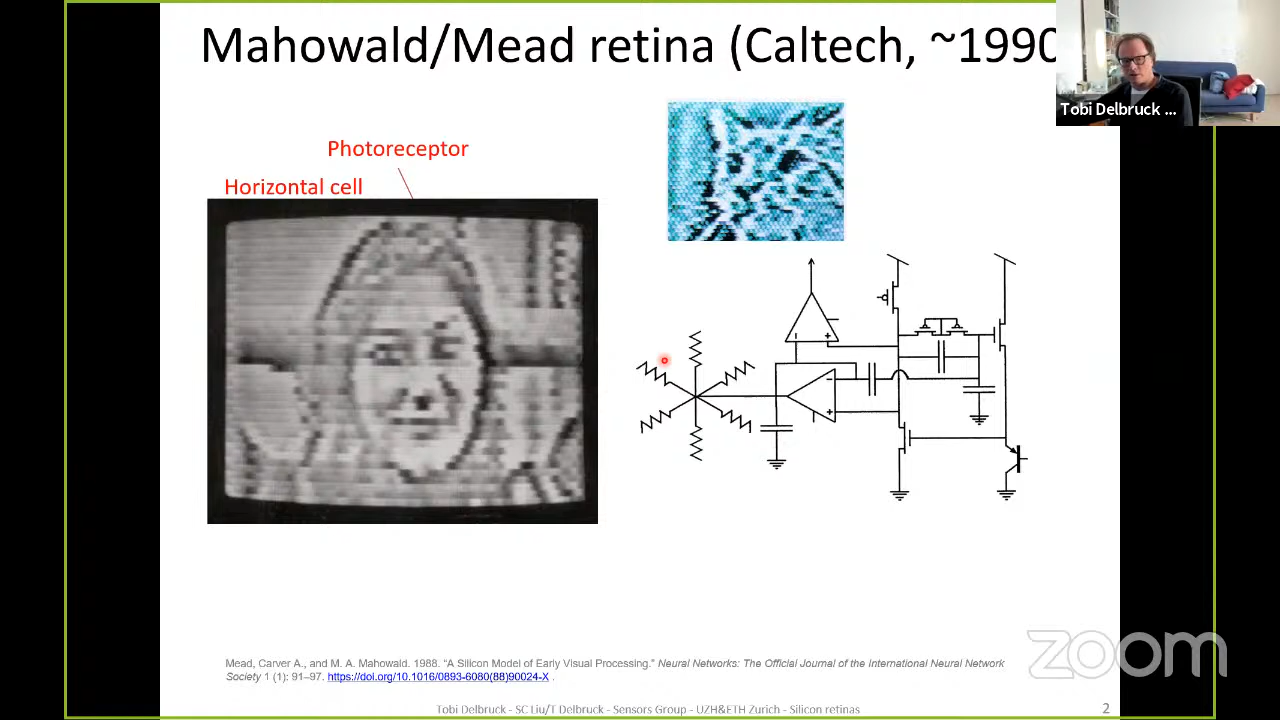 Mahowald/Mead retina (Caltech, ~1990
Tobi Delbruck ...
Photoreceptor
Horizontal cell
Mead, Carver A., and M. A. Mahowald. 1988. “A Silicon Model of Early Visual Processing.” Neural Networks: The Official Journal of the International Neural Network
Society 1 (1): 91–97. https://doi.org/10.1016/0893-6080(88)90024-X .
zoom
Tobi Delbruck - SC Liu/T Delbruck - Sensors Group - UZH&ETH Zurich - Silicon retinas
2